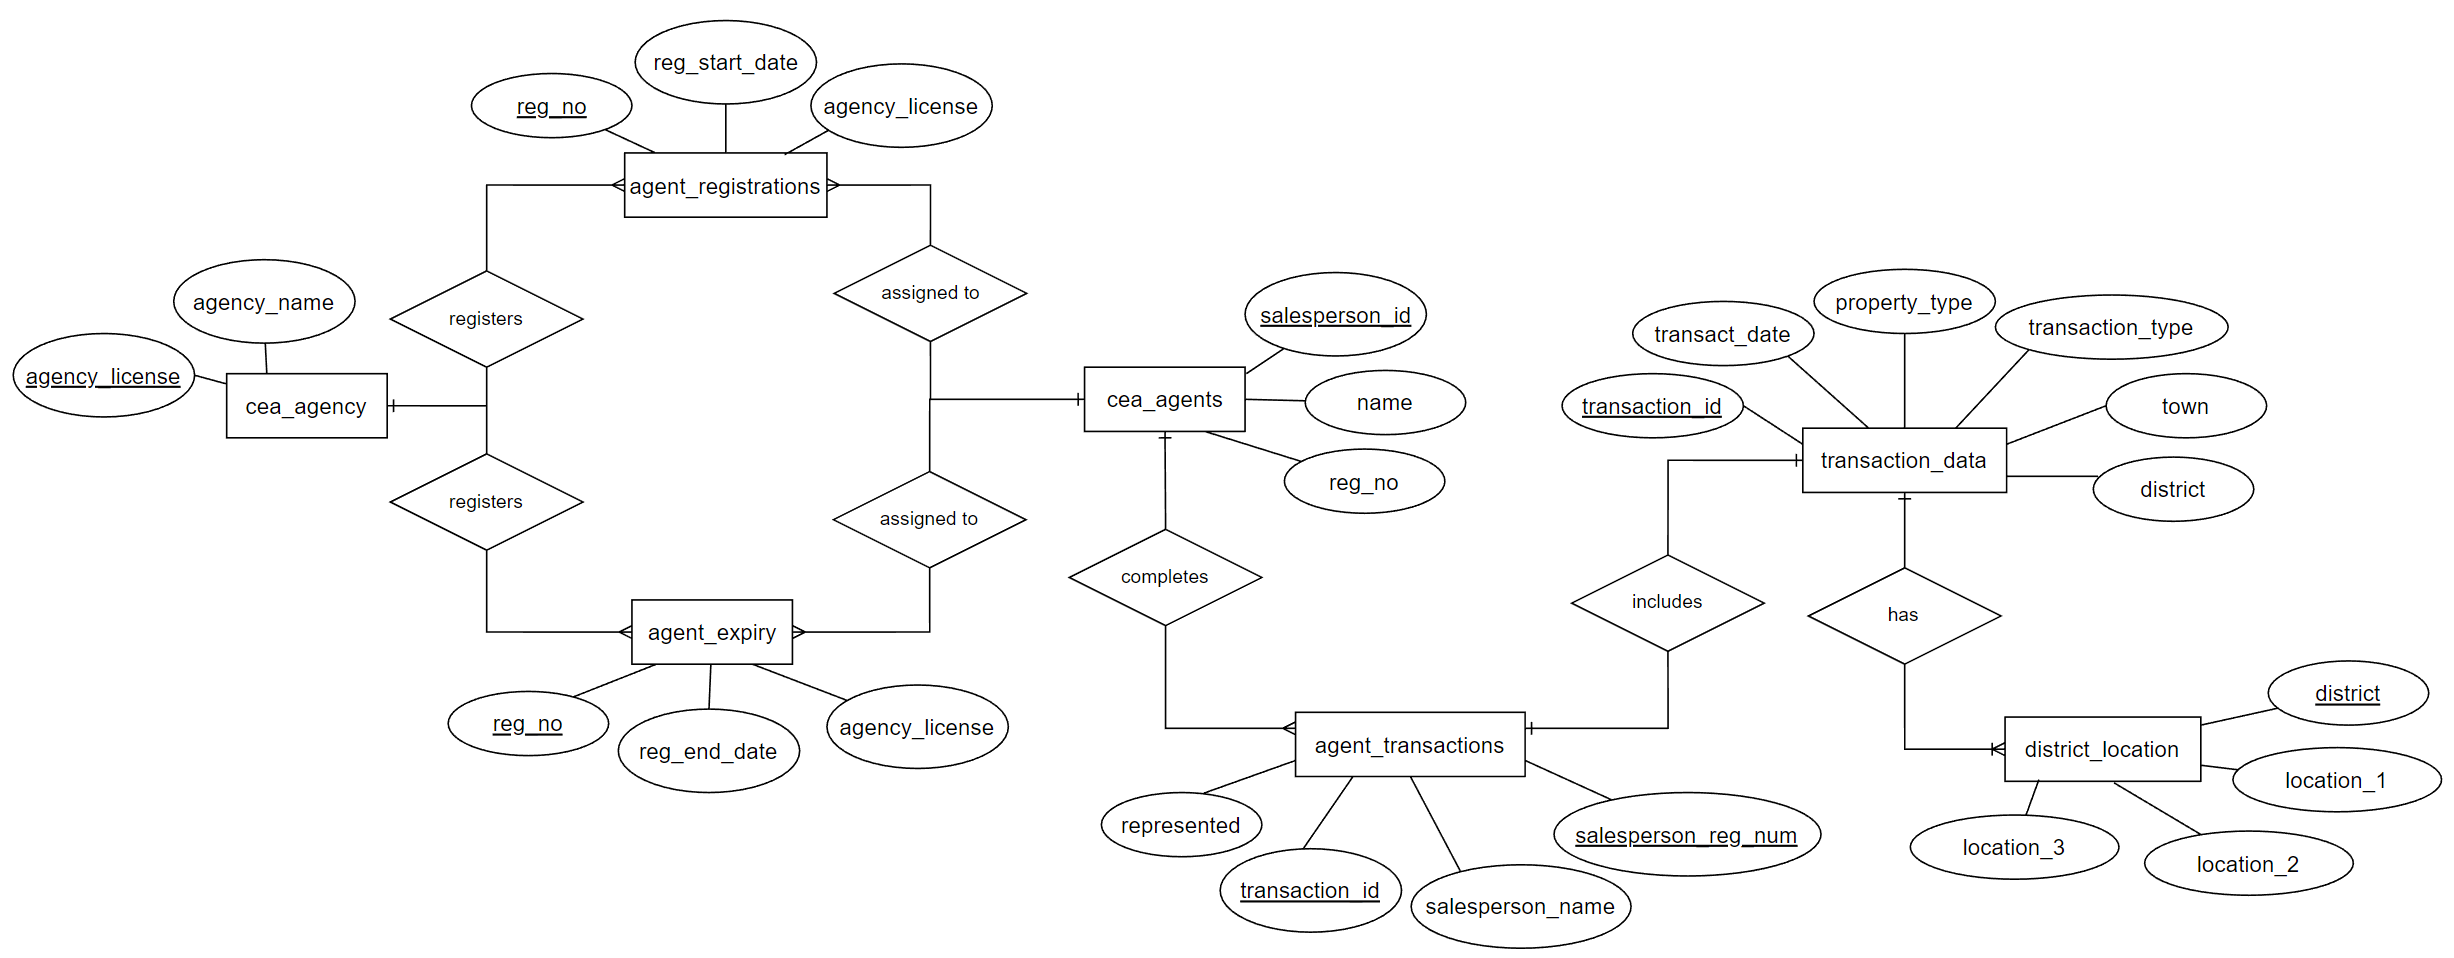 reg_start_date
reg_no
agency_license
agent_registrations
agency_name
registers
assigned to
agency_license
cea_agency
salesperson_id
cea_agents
name
reg_no
registers
assigned to
agent_expiry
reg_no
reg_end_date
agency_license
completes
includes
has
transact_date
property_type
transaction_type
transaction_id
town
transaction_data
district
agent_transactions
represented
transaction_id
salesperson_name
salesperson_reg_num
district
district_location
location_1
location_3
location_2